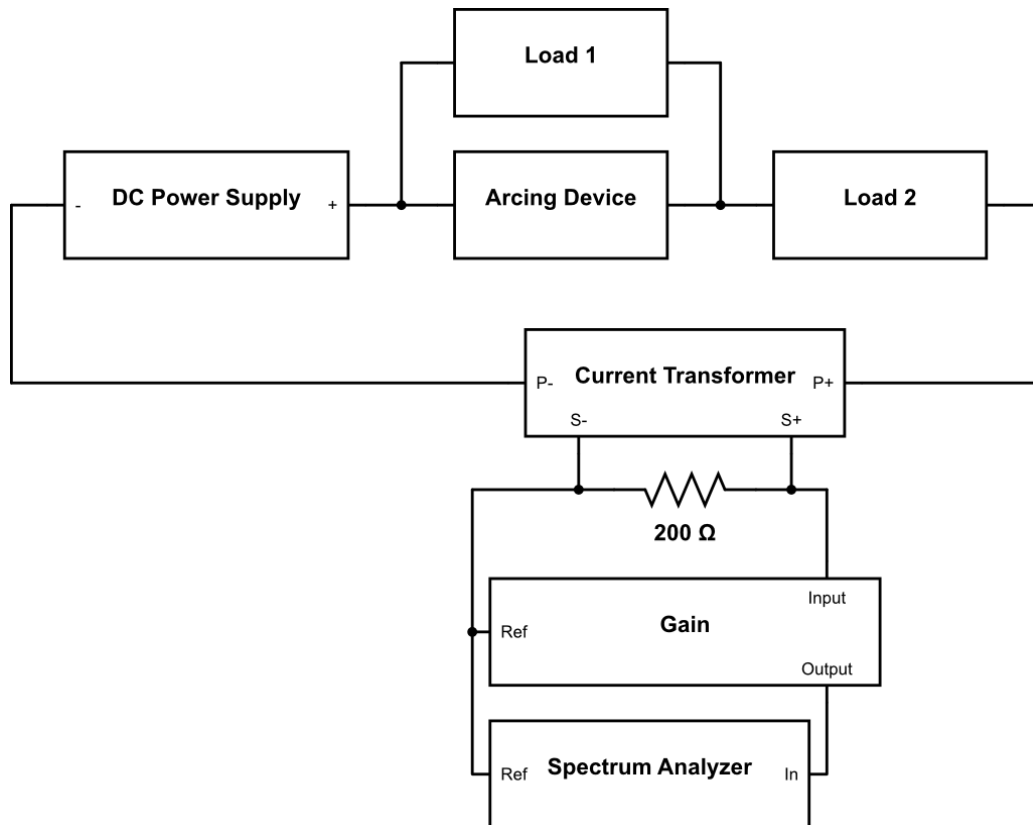 Load 1
- DC Power Supply +
Arcing Device
Load 2
P- Current Transformer P+
S- S+
200 Ω
Input
Ref Gain
Output
Ref Spectrum Analyzer In